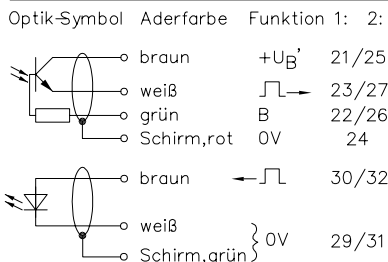 Optik-Symbol Aderfarbe Funktion 1: 2:
braun +UB' 21/25
weiß 23/27
grün B 22/26
Schirm,rot 0V 24
braun 30/32
weiß
0V 29/31
Schirm,grün